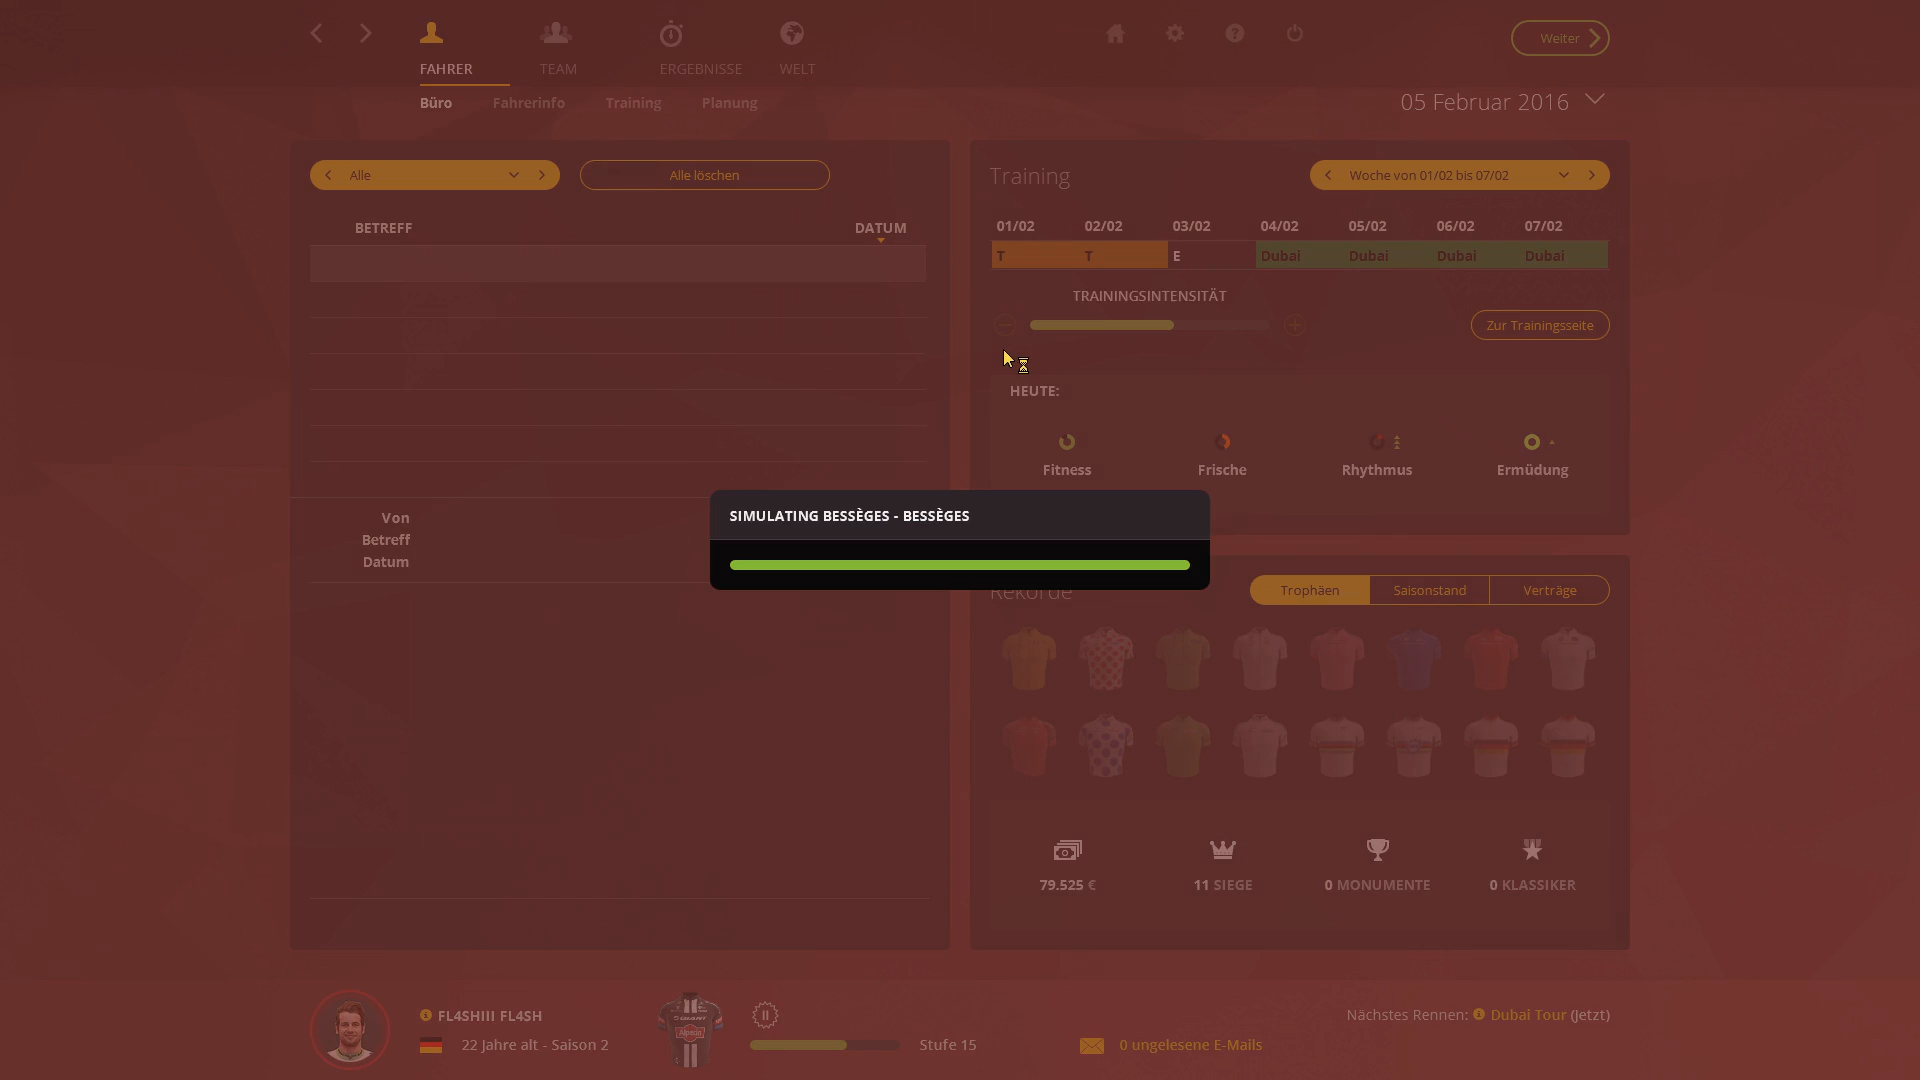 FAHRER
TEAM
ERGEBNISSE
WELT
Weiter
Büro
Fahrerinfo
Training
Planung
05 Februar 2016
Alle
Alle löschen
BETREFF
DATUM
Training
Woche von 01/02 bis 07/02
01/02 02/02 03/02 04/02 05/02 06/02 07/02
T T E Dubai Dubai Dubai Dubai
TRAININGSINTENSITÄT
Zur Trainingsseite
HEUTE:
Fitness
Frische
Rhythmus
Ermüdung
Von
Betreff
Datum
SIMULATING BESSÈGES - BESSÈGES
Rekorde
Trophäen
Saisonstand
Verträge
79.525 €
11 SIEGE
0 MONUMENTE
0 KLASSIKER
FL4SHIII FL4SH
22 Jahre alt - Saison 2
Alpecin
Stufe 15
0 ungelesene E-Mails
Nächstes Rennen: Dubai Tour (Jetzt)